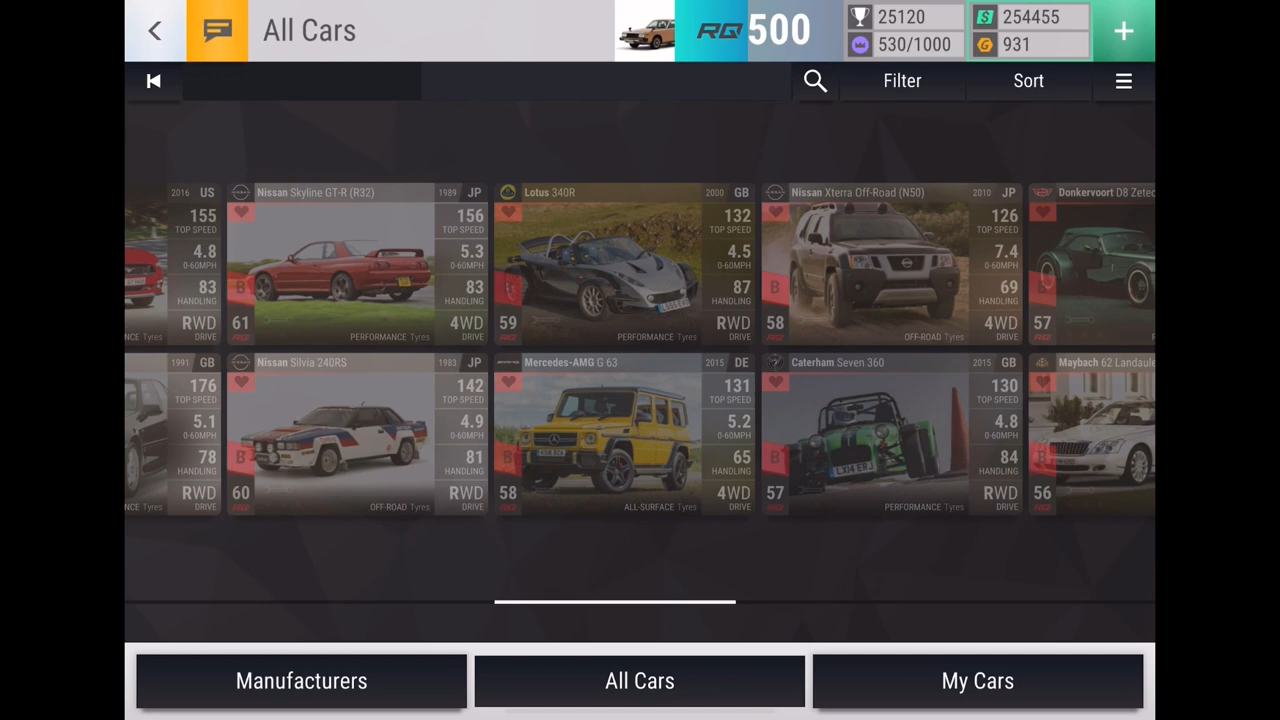 All Cars
RQ 500
25120
530/1000
254455
931
+
Filter
Sort
2016 US
155
TOP SPEED
4.8
0-60MPH
83
HANDLING
RWD
DRIVE
NCE Tyres
Nissan Skyline GT-R (R32) 1989 JP
156
TOP SPEED
5.3
0-60MPH
83
HANDLING
4WD
DRIVE
B
61
FREE
PERFORMANCE Tyres
Lotus 340R 2000 GB
132
TOP SPEED
4.5
0-60MPH
87
HANDLING
RWD
DRIVE
B
59
PERFORMANCE Tyres
Nissan Xterra Off-Road (N50) 2010 JP
126
TOP SPEED
7.4
0-60MPH
69
HANDLING
4WD
DRIVE
B
58
OFF-ROAD Tyres
Donkervoort D8 Zetec
57
1991 GB
176
TOP SPEED
5.1
0-60MPH
78
HANDLING
RWD
DRIVE
NCE Tyres
Nissan Silvia 240RS 1983 JP
142
TOP SPEED
4.9
0-60MPH
81
HANDLING
RWD
DRIVE
B
60
OFF-ROAD Tyres
Mercedes-AMG G 63 2015 DE
131
TOP SPEED
5.2
0-60MPH
65
HANDLING
4WD
DRIVE
B
58
ALL-SURFACE Tyres
Caterham Seven 360 2015 GB
130
TOP SPEED
4.8
0-60MPH
84
HANDLING
RWD
DRIVE
B
57
PERFORMANCE Tyres
Maybach 62 Landaule
B
56
Manufacturers
All Cars
My Cars